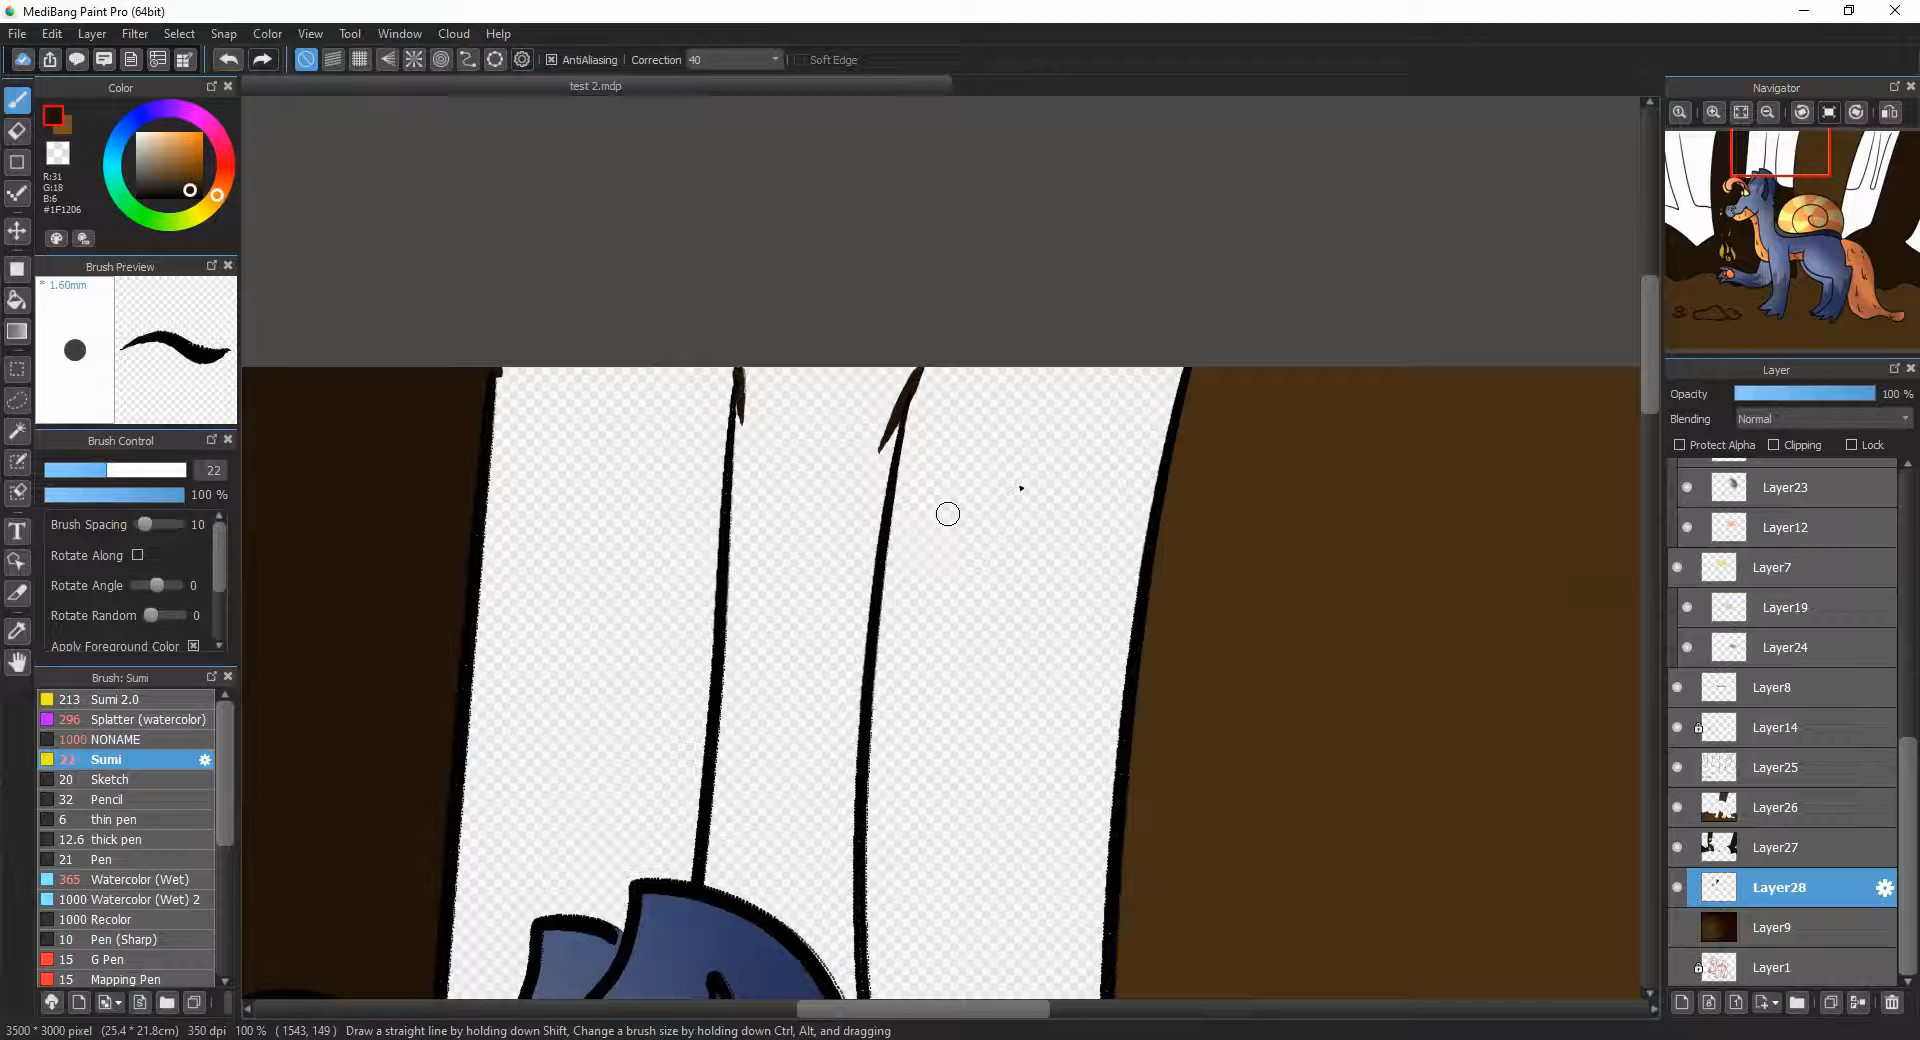 MediBang Paint Pro (64bit)
File Edit Layer Filter Select Snap Color View Tool Window Cloud Help
AntiAliasing Correction 40 Soft Edge
test 2.mdp
Color
R:31
G:18
B:6
#1F1206
Brush Preview
* 1.60mm
Brush Control
22
100 %
Brush Spacing 10
Rotate Along
Rotate Angle 0
Rotate Random 0
Apply Foreground Color
Brush: Sumi
213 Sumi 2.0
296 Splatter (watercolor)
1000 NONAME
22 Sumi
20 Sketch
32 Pencil
6 thin pen
12.6 thick pen
21 Pen
365 Watercolor (Wet)
1000 Watercolor (Wet) 2
1000 Recolor
10 Pen (Sharp)
15 G Pen
15 Mapping Pen
Navigator
Layer
Opacity 100 %
Blending Normal
Protect Alpha Clipping Lock
Layer23
Layer12
Layer7
Layer19
Layer24
Layer8
Layer14
Layer25
Layer26
Layer27
Layer28
Layer9
Layer1
3500 * 3000 pixel (25.4 * 21.8cm) 350 dpi 100 % ( 1543, 149 ) Draw a straight line by holding down Shift, Change a brush size by holding down Ctrl, Alt, and dragging